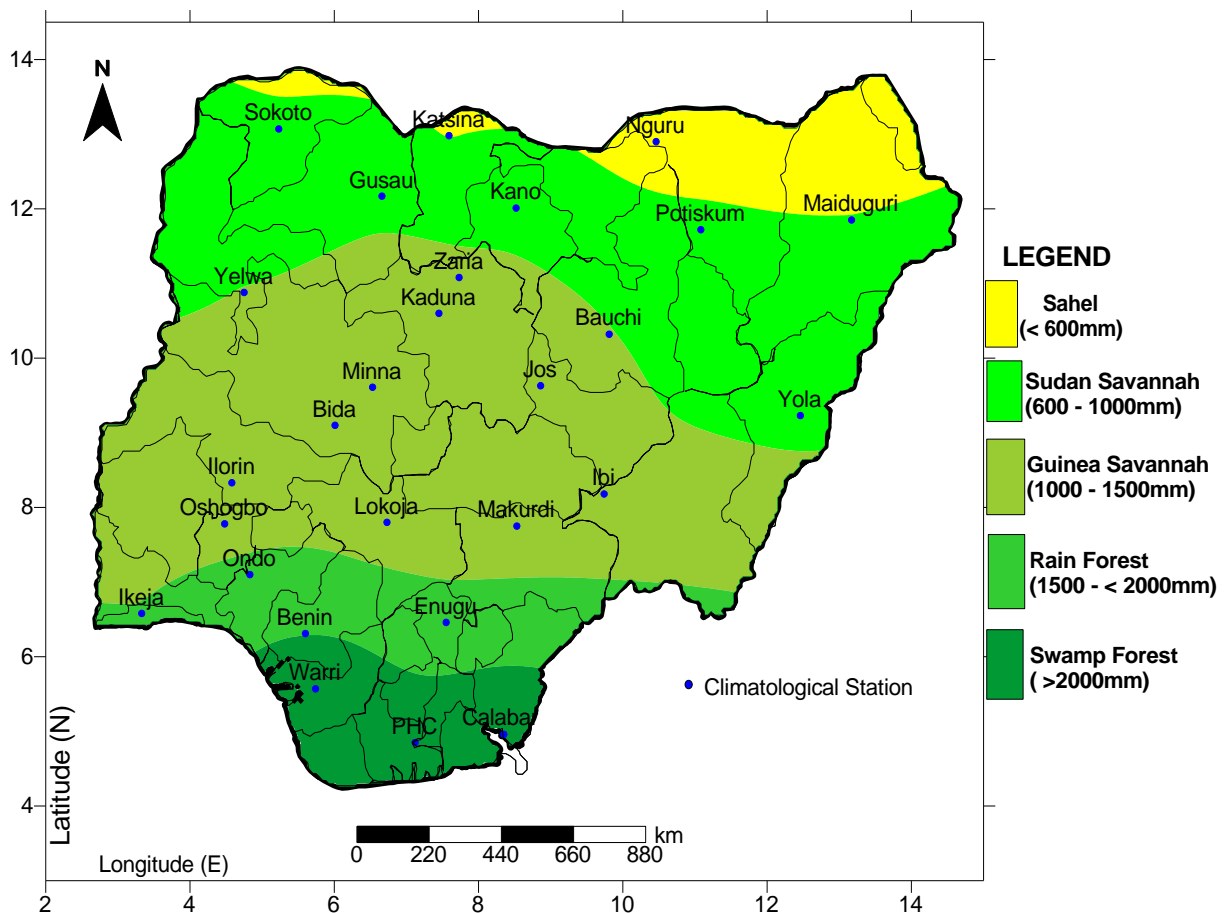 14
12
10
8
6
4
Latitude (N)
N
Sokoto
Katsina
Nguru
Gusau
Kano
Potiskum
Maiduguri
Yelwa
Zaria
Kaduna
Bauchi
Minna
Jos
Yola
Bida
Ilorin
Ibi
Oshogbo
Lokoja
Makurdi
Ondo
Ikeja
Benin
Enugu
Warri
PHC
Calaba
LEGEND
Sahel
(< 600mm)
Sudan Savannah
(600 - 1000mm)
Guinea Savannah
(1000 - 1500mm)
Rain Forest
(1500 - < 2000mm)
Swamp Forest
( >2000mm)
Climatological Station
km
0 220 440 660 880
Longitude (E)
2 4 6 8 10 12 14